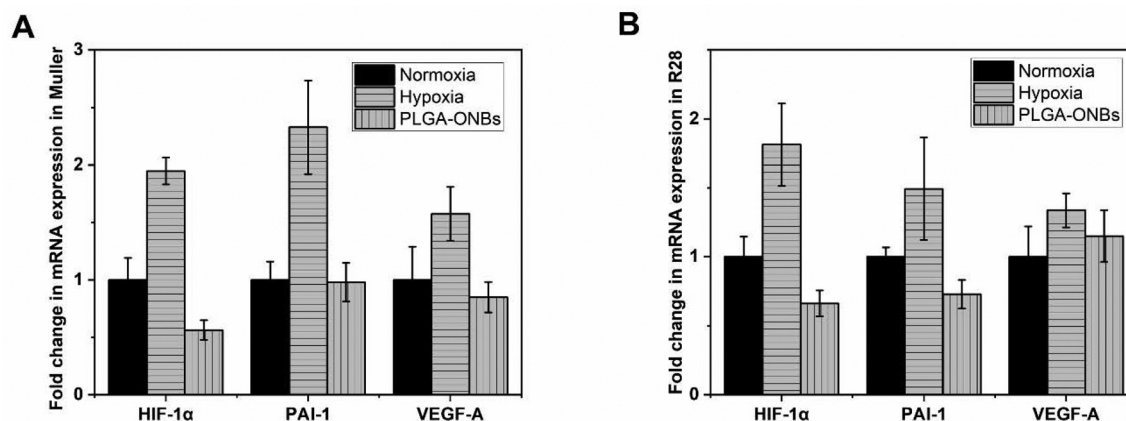 A
Fold change in mRNA expression in Muller
3
2
1
0
Normoxia
Hypoxia
PLGA-ONBs
HIF-1α
PAI-1
VEGF-A
B
Fold change in mRNA expression in R28
2
1
0
Normoxia
Hypoxia
PLGA-ONBs
HIF-1α
PAI-1
VEGF-A